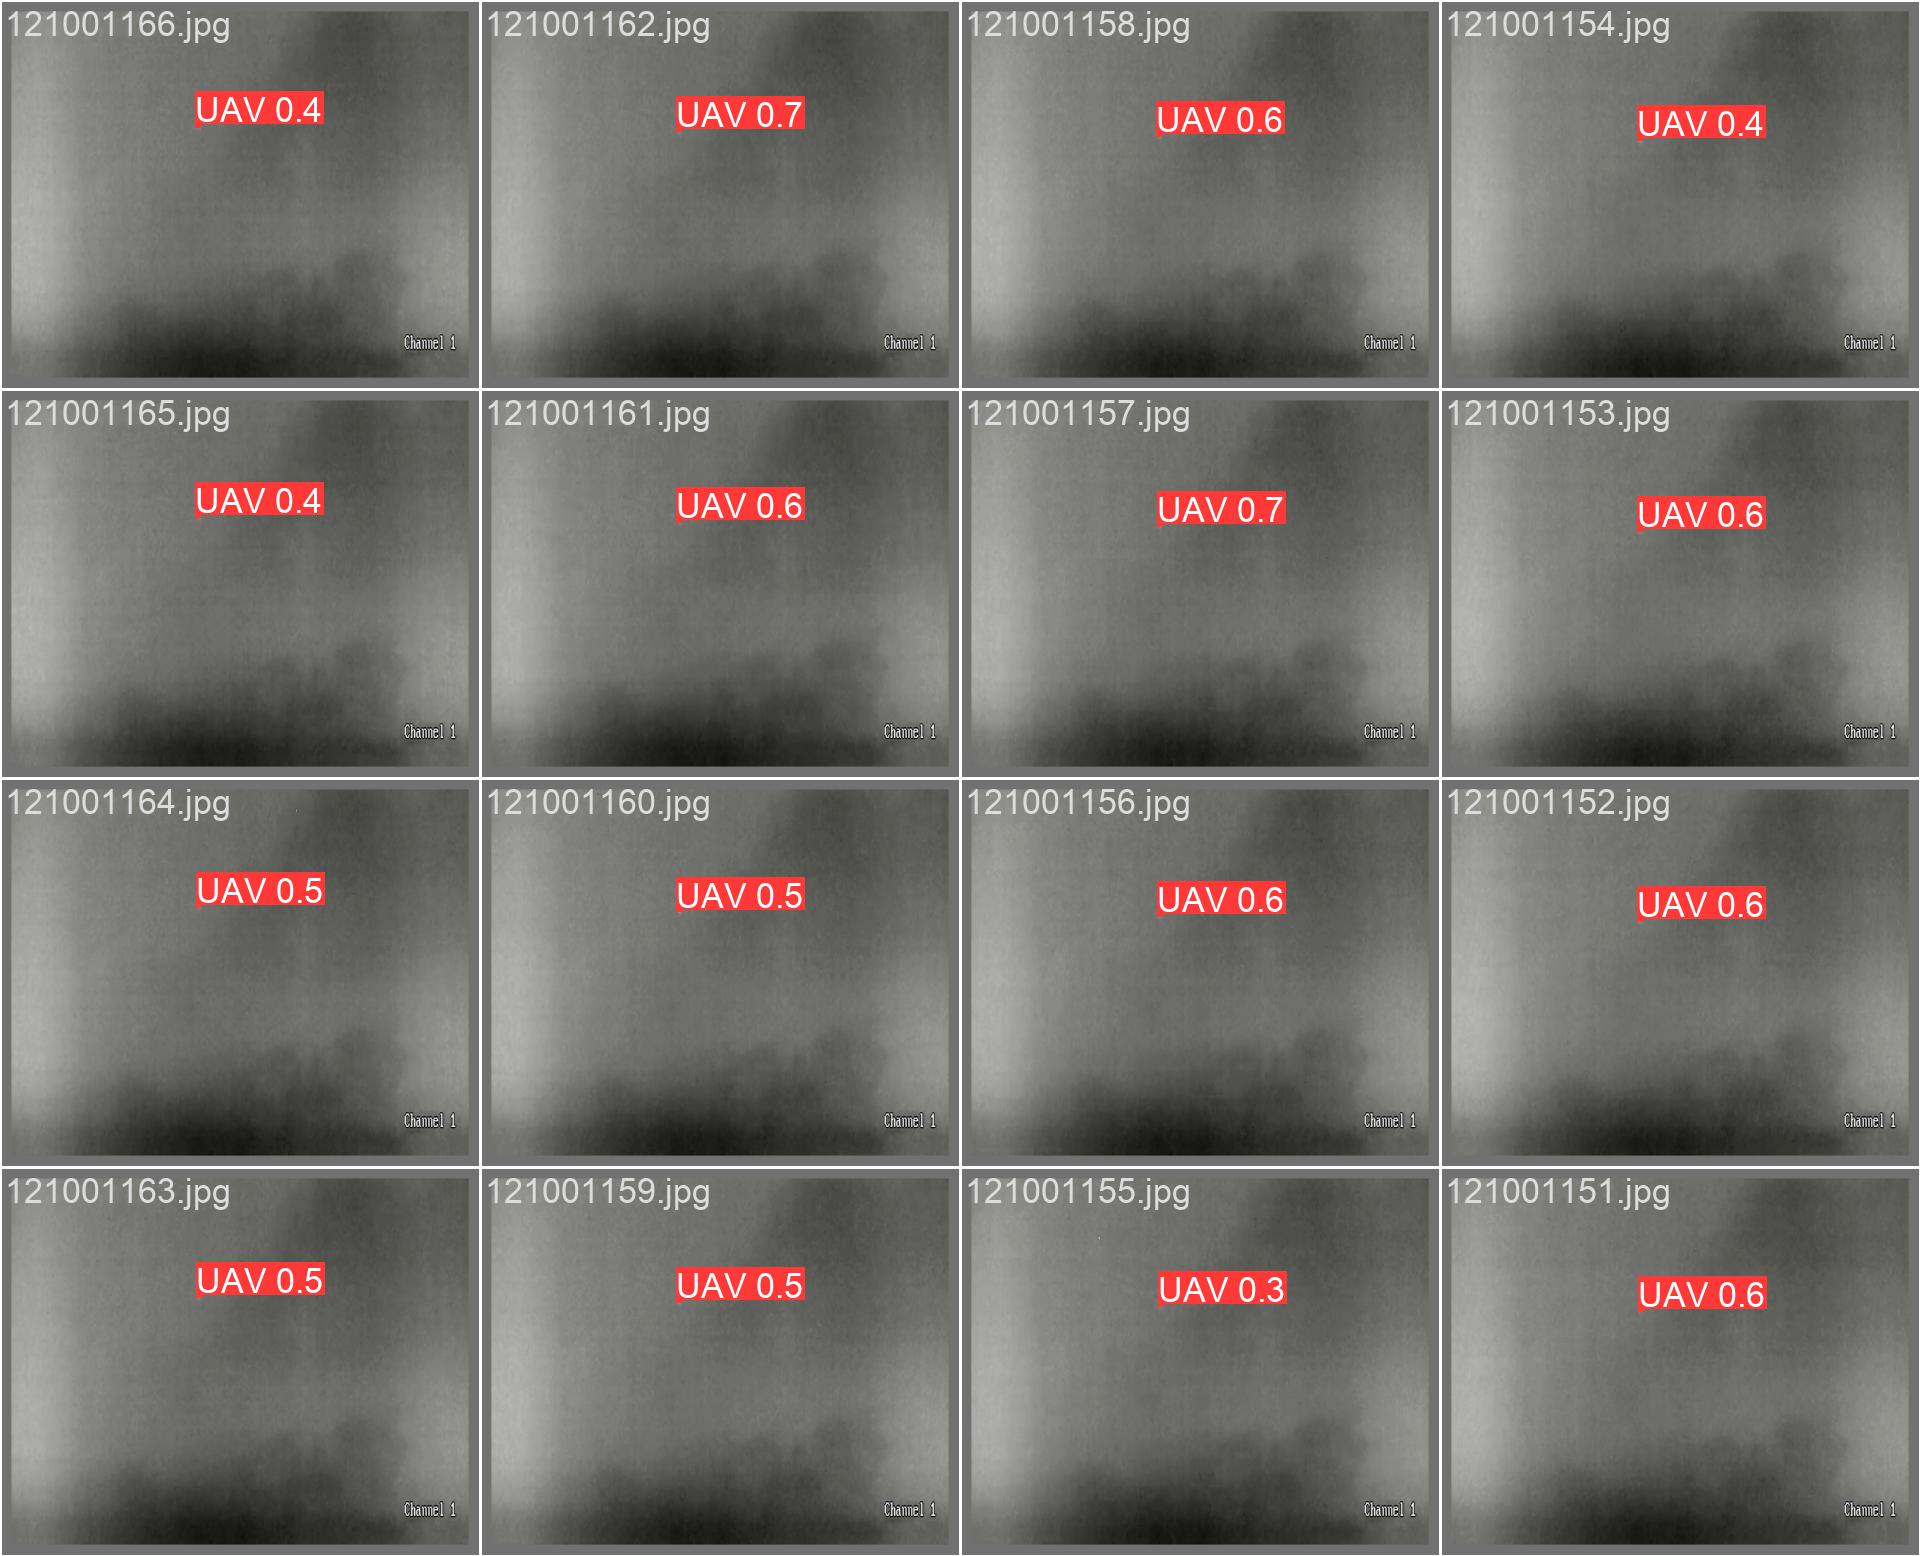 121001166.jpg
UAV 0.4
Channel 1
121001162.jpg
UAV 0.7
Channel 1
121001158.jpg
UAV 0.6
Channel 1
121001154.jpg
UAV 0.4
Channel 1
121001165.jpg
UAV 0.4
Channel 1
121001161.jpg
UAV 0.6
Channel 1
121001157.jpg
UAV 0.7
Channel 1
121001153.jpg
UAV 0.6
Channel 1
121001164.jpg
UAV 0.5
Channel 1
121001160.jpg
UAV 0.5
Channel 1
121001156.jpg
UAV 0.6
Channel 1
121001152.jpg
UAV 0.6
Channel 1
121001163.jpg
UAV 0.5
Channel 1
121001159.jpg
UAV 0.5
Channel 1
121001155.jpg
UAV 0.3
Channel 1
121001151.jpg
UAV 0.6
Channel 1